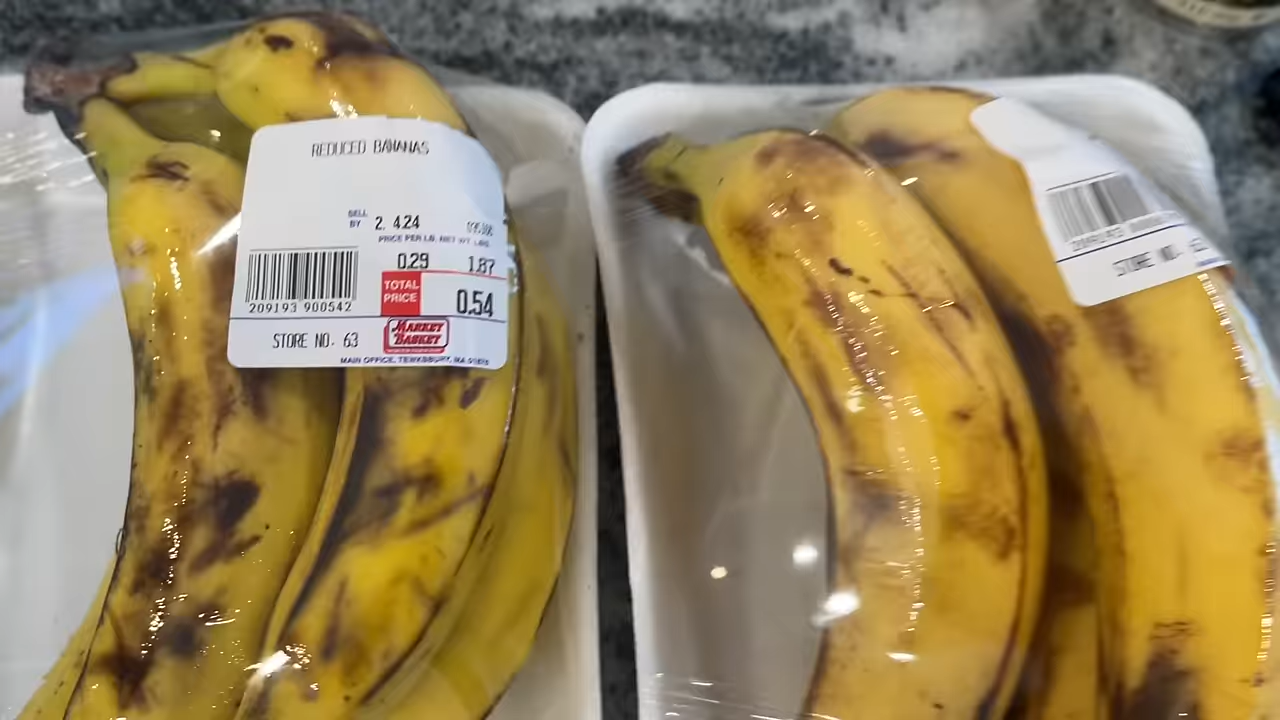 REDUCED BANANAS
SELL BY 2. 4.24
PRICE PER LB. NET WT. LBS.
0.29 1.87
TOTAL PRICE 0.54
209193 900542
STORE NO. 63
MARKET BASKET
MAIN OFFICE, TEWKSBURY, MA 01876
STORE NO.